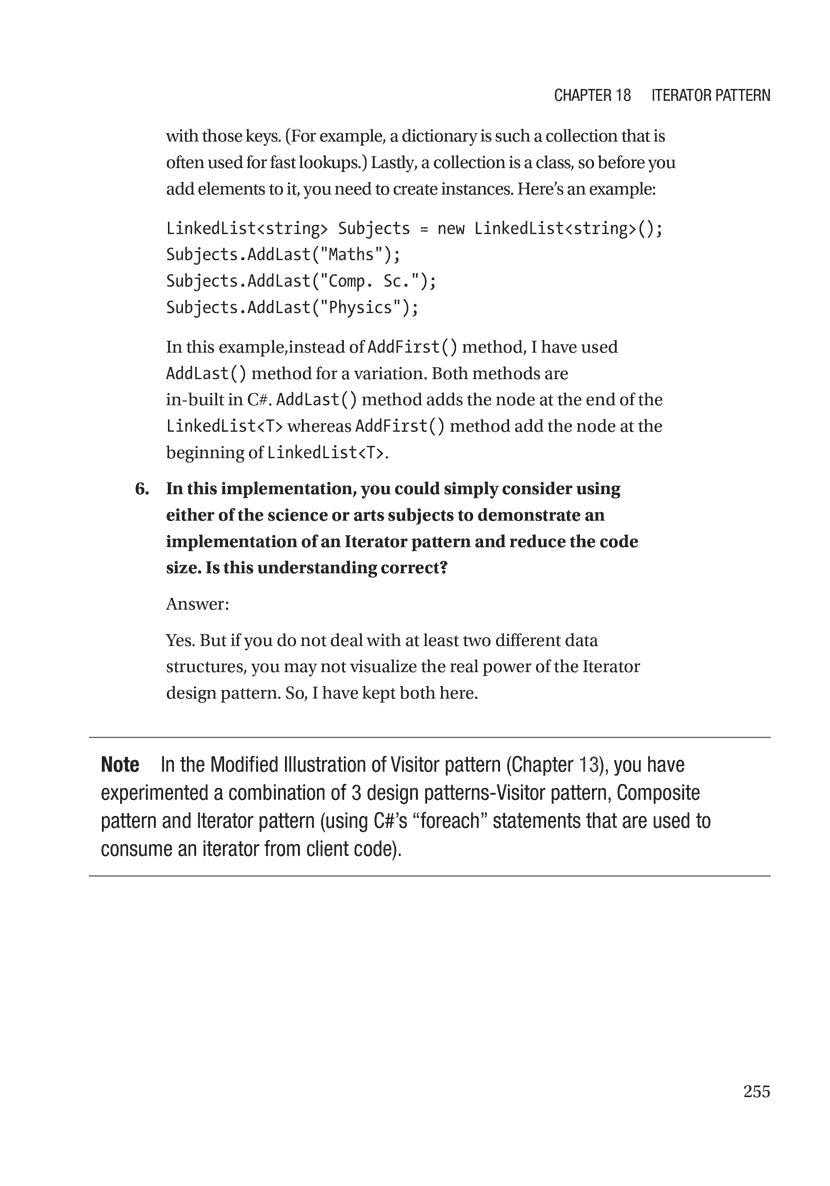 CHAPTER 18 ITERATOR PATTERN
with those keys. (For example, a dictionary is such a collection that is
often used for fast lookups.) Lastly, a collection is a class, so before you
add elements to it, you need to create instances. Here’s an example:
LinkedList<string> Subjects = new LinkedList<string>();
Subjects.AddLast("Maths");
Subjects.AddLast("Comp. Sc.");
Subjects.AddLast("Physics");
In this example,instead of AddFirst() method, I have used
AddLast() method for a variation. Both methods are
in-built in C#. AddLast() method adds the node at the end of the
LinkedList<T> whereas AddFirst() method add the node at the
beginning of LinkedList<T>.
6. In this implementation, you could simply consider using
either of the science or arts subjects to demonstrate an
implementation of an Iterator pattern and reduce the code
size. Is this understanding correct?
Answer:
Yes. But if you do not deal with at least two different data
structures, you may not visualize the real power of the Iterator
design pattern. So, I have kept both here.
Note In the Modified Illustration of Visitor pattern (Chapter 13), you have
experimented a combination of 3 design patterns-Visitor pattern, Composite
pattern and Iterator pattern (using C#’s “foreach” statements that are used to
consume an iterator from client code).
255